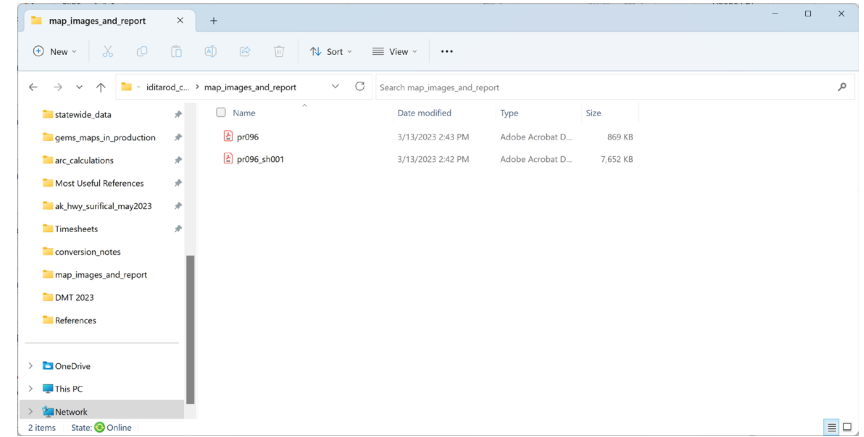 map_images_and_report
New
Sort
View
iditarod_c... > map_images_and_report
Search map_images_and_report
statewide_data
gems_maps_in_production
arc_calculations
Most Useful References
ak_hwy_surifical_may2023
Timesheets
conversion_notes
map_images_and_report
DMT 2023
References
OneDrive
This PC
Network
Name Date modified Type Size
pr096 3/13/2023 2:43 PM Adobe Acrobat D... 869 KB
pr096_sh001 3/13/2023 2:42 PM Adobe Acrobat D... 7,652 KB
2 items State: Online